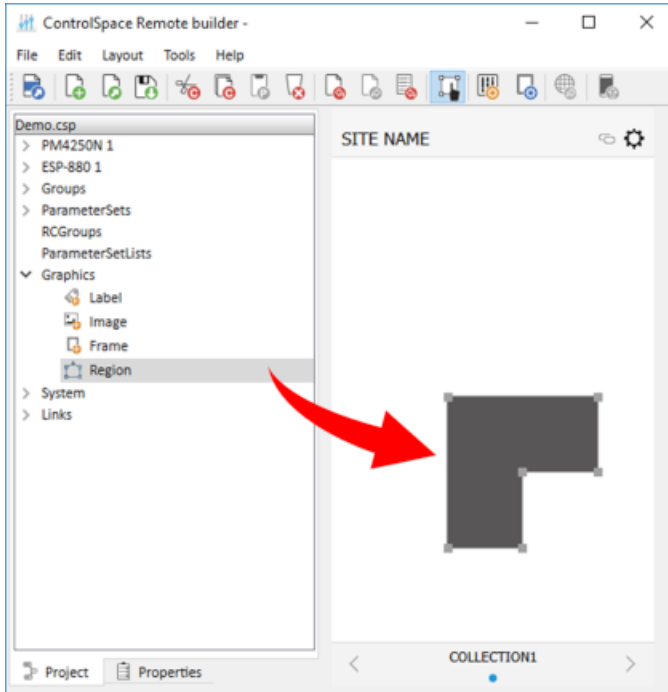 ControlSpace Remote builder -
File Edit Layout Tools Help
Demo.csp
PM4250N 1
ESP-880 1
Groups
ParameterSets
RCGroups
ParameterSetLists
Graphics
Label
Image
Frame
Region
System
Links
Project Properties
SITE NAME
COLLECTION1